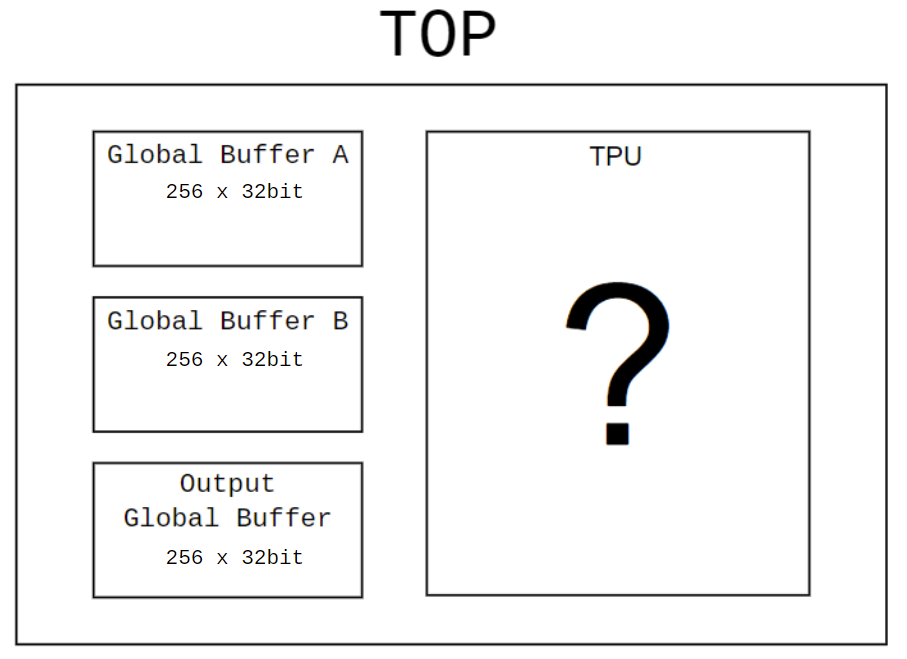 TOP
Global Buffer A
256 x 32bit
Global Buffer B
256 x 32bit
Output
Global Buffer
256 x 32bit
TPU
?